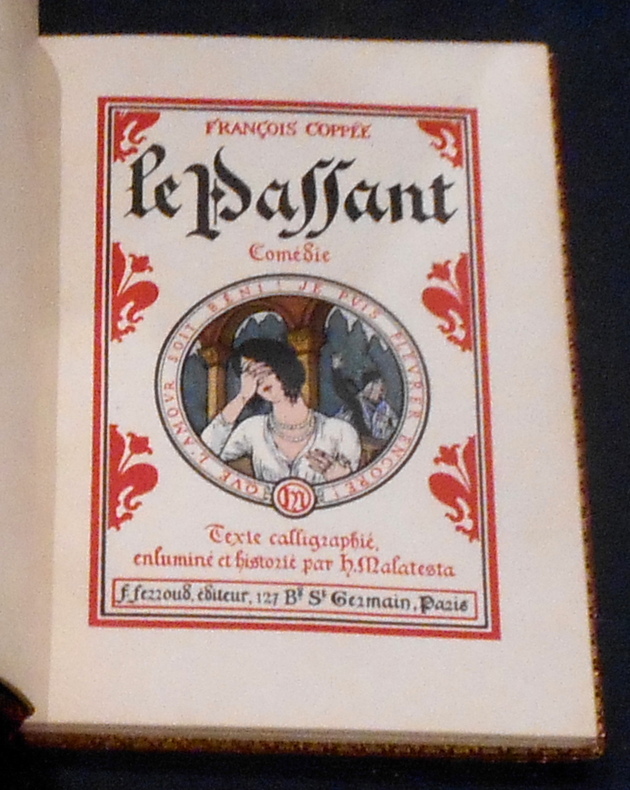 FRANÇOIS COPPÉE
le Passant
Comédie
QUE L'AMOUR SOIT BÉNI ! JE PUIS PLEURER ENCORE !
M
Texte calligraphié,
enluminé et historié par H. Malatesta
F. Ferroud, éditeur, 127 Bᵈ Sᵗ Germain, Paris